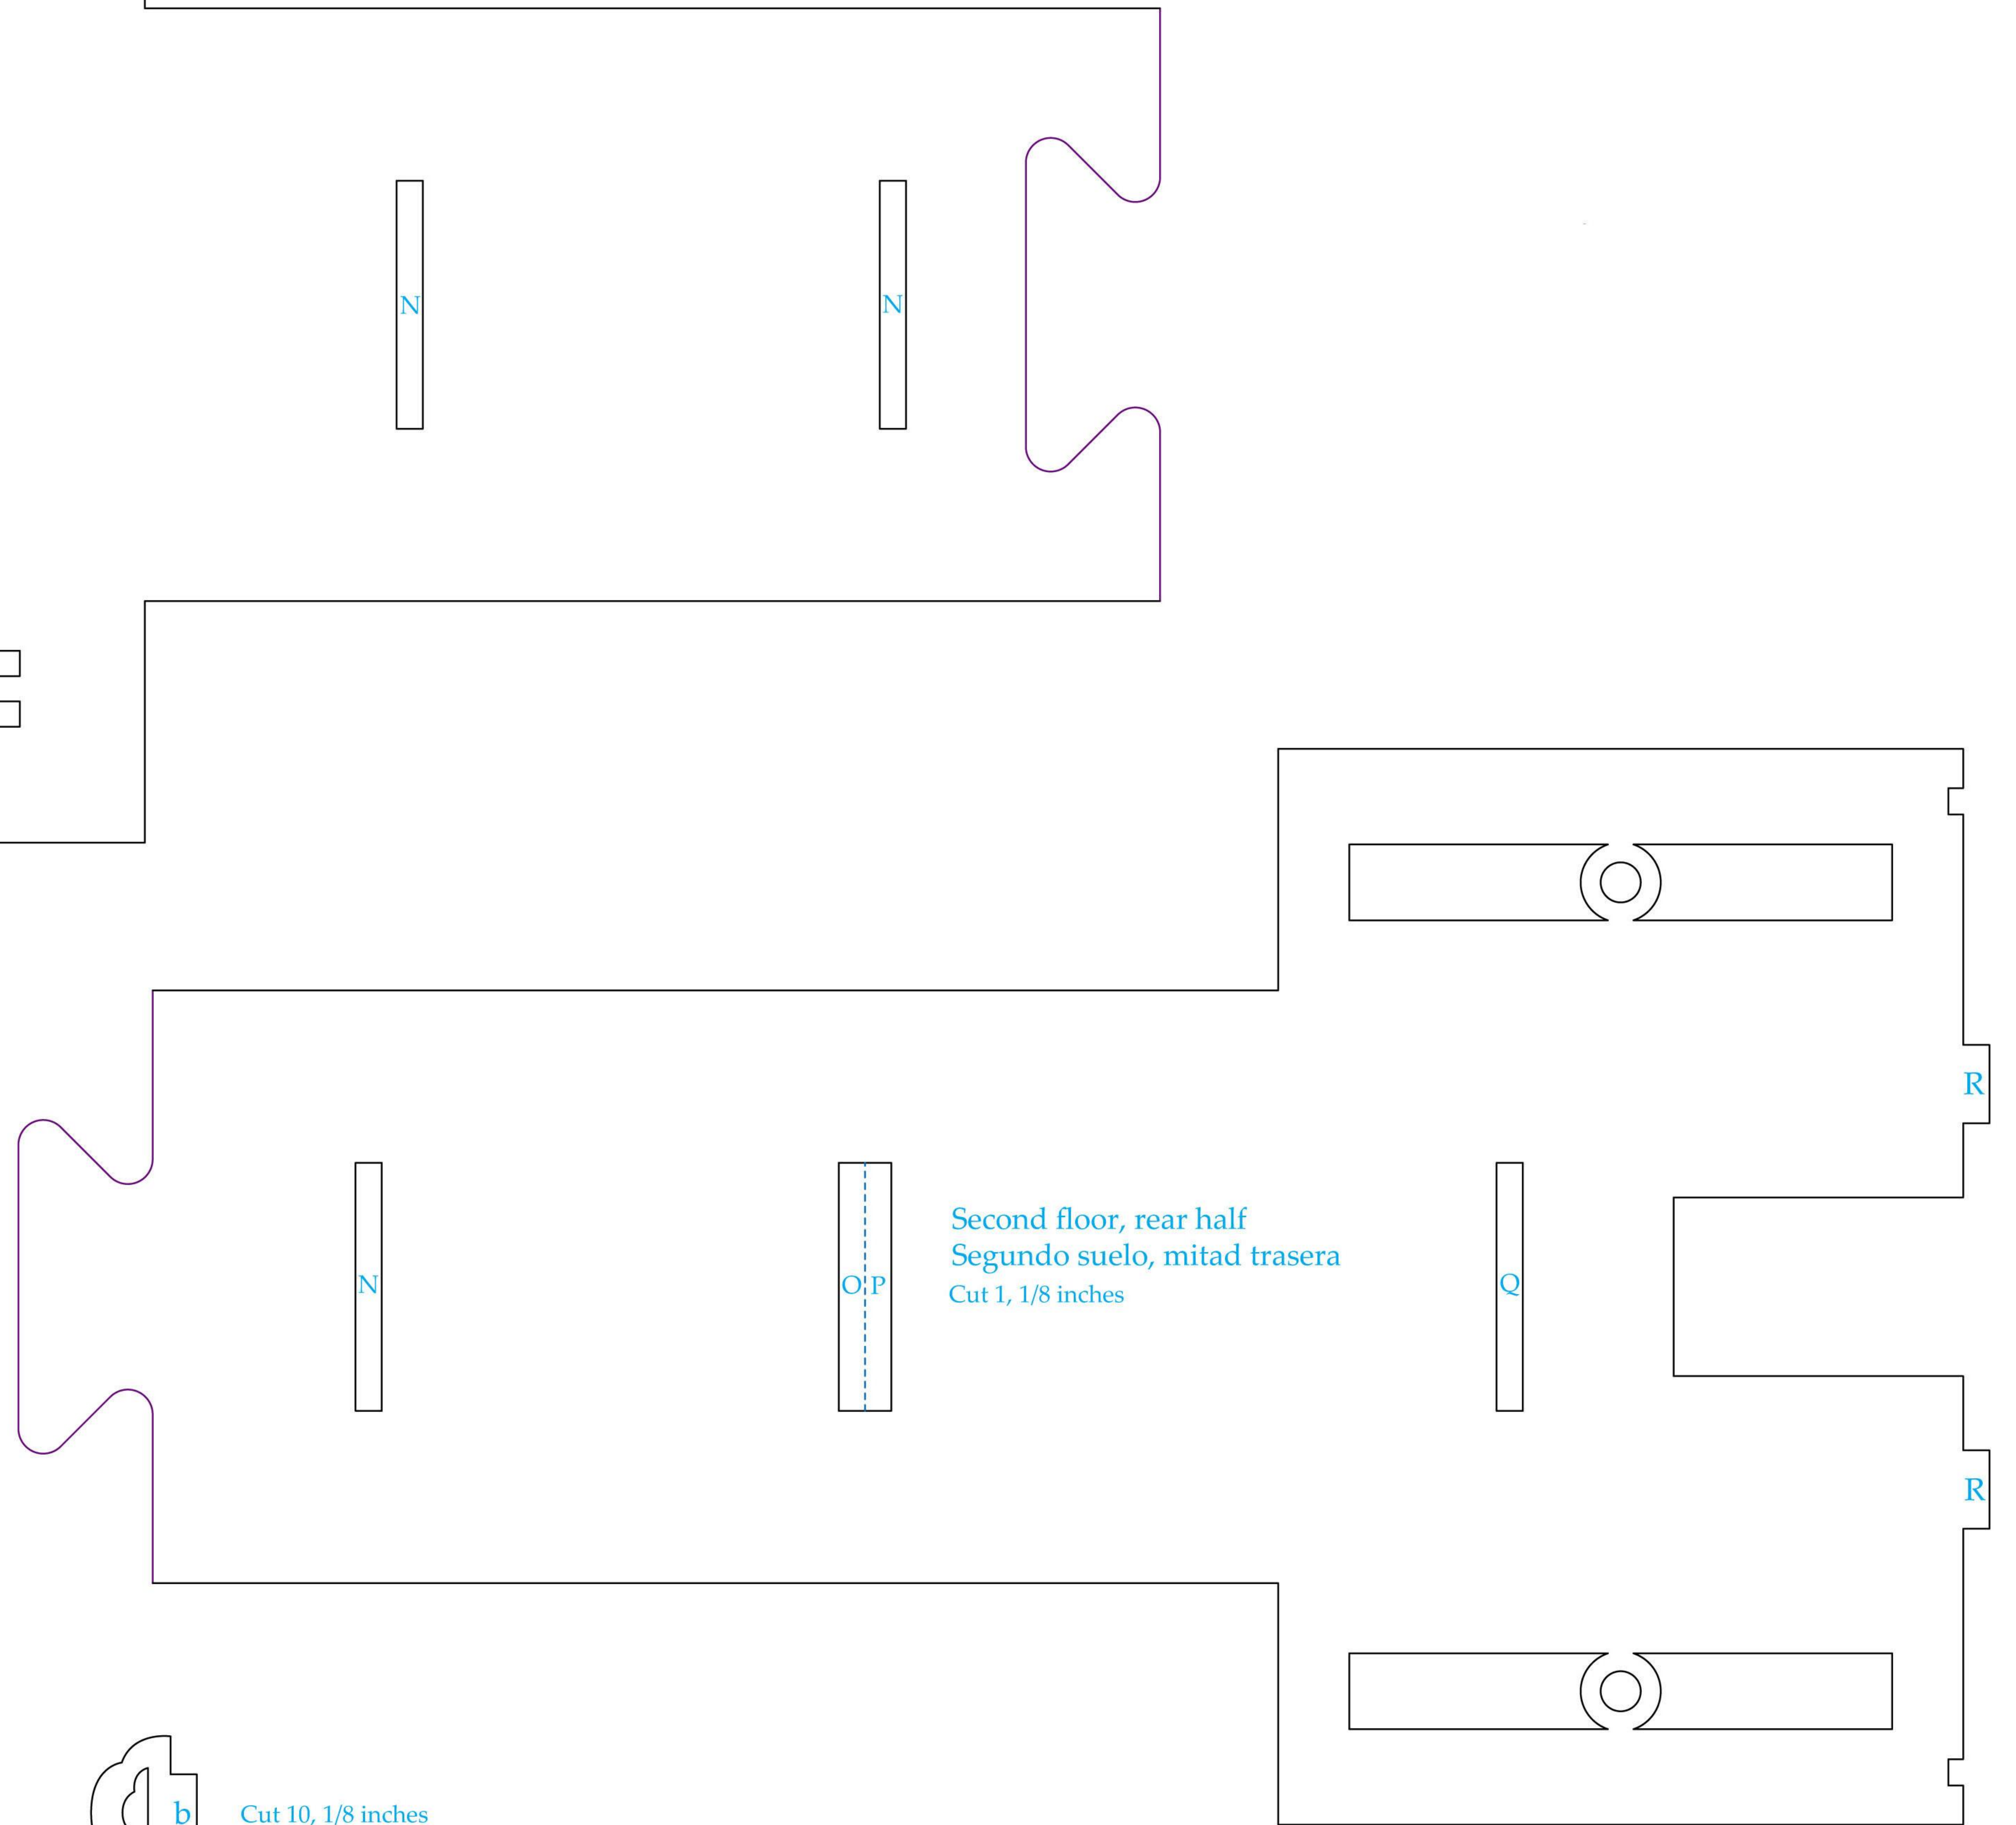 N
N
R
Second floor, rear half
Segundo suelo, mitad trasera
Cut 1, 1/8 inches
N
O P
Q
R
b
Cut 10, 1/8 inches